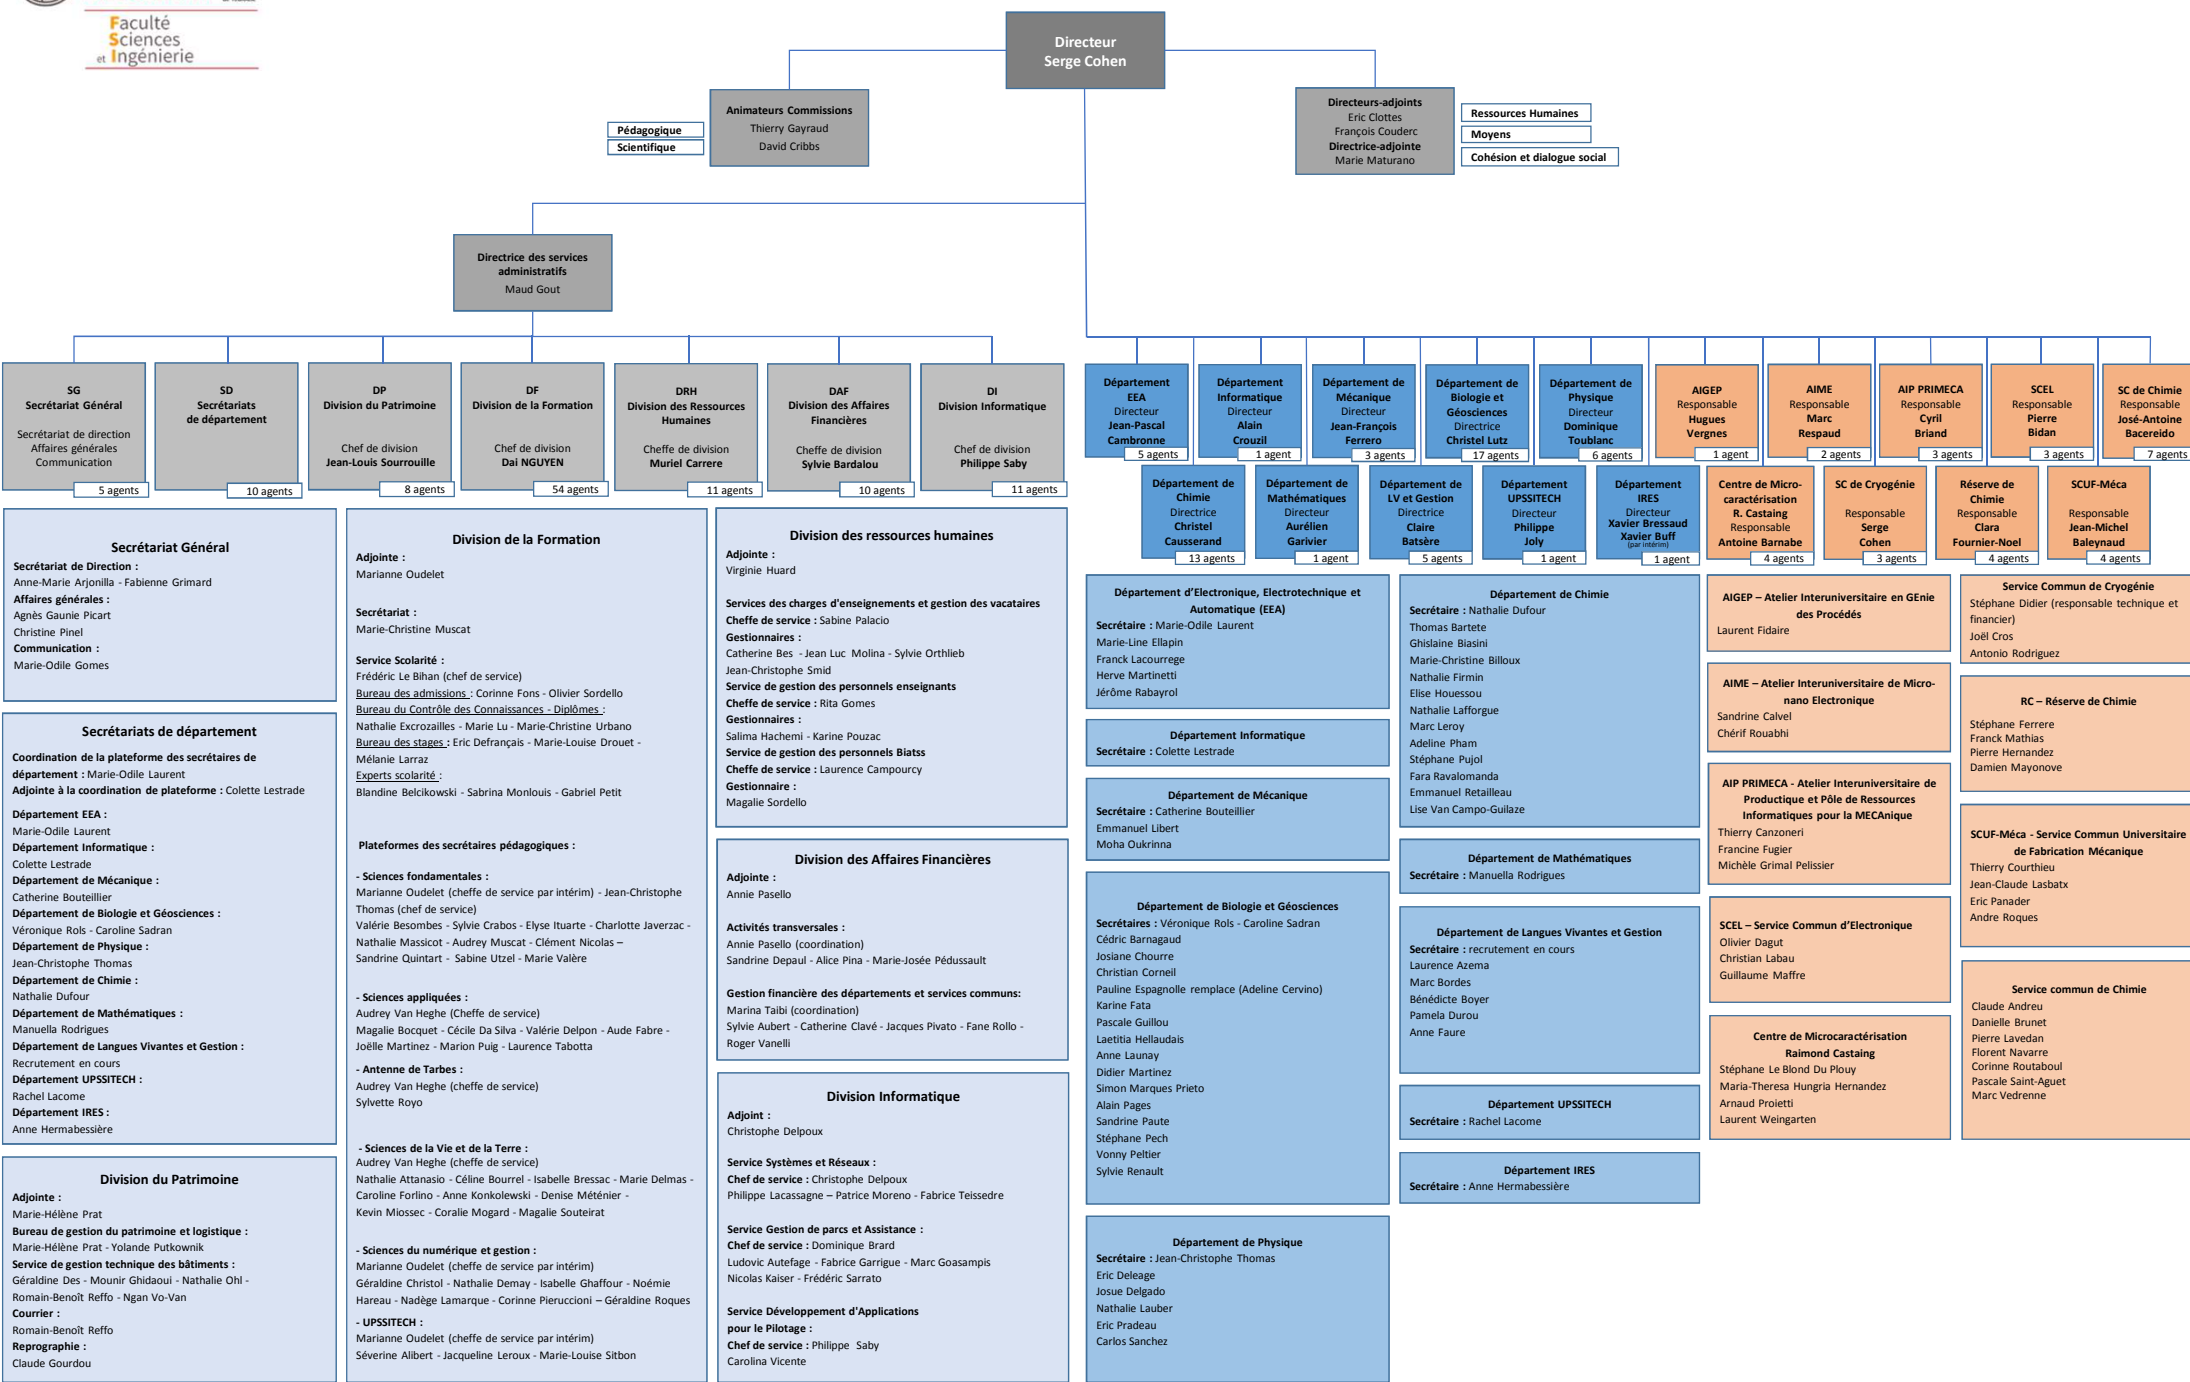 Faculté
Sciences
et Ingénierie
Directeur
Serge Cohen
Animateurs Commissions
Thierry Gayraud
David Cribbs
Pédagogique
Scientifique
Directeurs-adjoints
Eric Clottes
François Couderc
Directrice-adjointe
Marie Maturano
Ressources Humaines
Moyens
Cohésion et dialogue social
Directrice des services
administratifs
Maud Gout
SG
Secrétariat Général
Secrétariat de direction
Affaires générales
Communication
5 agents
SD
Secrétariats
de département
10 agents
DP
Division du Patrimoine
Chef de division
Jean-Louis Sourrouille
8 agents
DF
Division de la Formation
Chef de division
Dai NGUYEN
54 agents
DRH
Division des Ressources
Humaines
Cheffe de division
Muriel Carrere
11 agents
DAF
Division des Affaires
Financières
Cheffe de division
Sylvie Bardalou
10 agents
DI
Division Informatique
Chef de division
Philippe Saby
11 agents
Département
EEA
Directeur
Jean-Pascal
Cambronne
5 agents
Département
Informatique
Directeur
Alain
Crouzil
1 agent
Département de
Mécanique
Directeur
Jean-François
Ferrero
3 agents
Département de
Biologie et
Géosciences
Directrice
Christel Lutz
17 agents
Département de
Physique
Directeur
Dominique
Toublanc
6 agents
AIGEP
Responsable
Hugues
Vergnes
1 agent
AIME
Responsable
Marc
Respaud
2 agents
AIP PRIMECA
Responsable
Cyril
Briand
3 agents
SCEL
Responsable
Pierre
Bidan
3 agents
SC de Chimie
Responsable
José-Antoine
Bacereido
7 agents
Département de
Chimie
Directrice
Christel
Causserand
13 agents
Département de
Mathématiques
Directeur
Aurélien
Garivier
1 agent
Département de
LV et Gestion
Directrice
Claire
Batsère
5 agents
Département
UPSSITECH
Directeur
Philippe
Joly
1 agent
Département
IRES
Directeur
Xavier Bressaud
Xavier Buff
(par intérim)
1 agent
Centre de Micro-
caractérisation
R. Castaing
Responsable
Antoine Barnabe
4 agents
SC de Cryogénie
Responsable
Serge
Cohen
3 agents
Réserve de
Chimie
Responsable
Clara
Fournier-Noel
4 agents
SCUF-Méca
Responsable
Jean-Michel
Baleynaud
4 agents
Secrétariat Général
Secrétariat de Direction :
Anne-Marie Arjonilla - Fabienne Grimard
Affaires générales :
Agnès Gaunie Picart
Christine Pinel
Communication :
Marie-Odile Gomes
Secrétariats de département
Coordination de la plateforme des secrétaires de
département : Marie-Odile Laurent
Adjointe à la coordination de plateforme : Colette Lestrade
Département EEA :
Marie-Odile Laurent
Département Informatique :
Colette Lestrade
Département de Mécanique :
Catherine Bouteillier
Département de Biologie et Géosciences :
Véronique Rols - Caroline Sadran
Département de Physique :
Jean-Christophe Thomas
Département de Chimie :
Nathalie Dufour
Département de Mathématiques :
Manuella Rodrigues
Département de Langues Vivantes et Gestion :
Recrutement en cours
Département UPSSITECH :
Rachel Lacome
Département IRES :
Anne Hermabessière
Division du Patrimoine
Adjointe :
Marie-Hélène Prat
Bureau de gestion du patrimoine et logistique :
Marie-Hélène Prat - Yolande Putkownik
Service de gestion technique des bâtiments :
Géraldine Des - Mounir Ghidaoui - Nathalie Ohl -
Romain-Benoît Reffo - Ngan Vo-Van
Courrier :
Romain-Benoît Reffo
Reprographie :
Claude Gourdou
Division de la Formation
Adjointe :
Marianne Oudelet
Secrétariat :
Marie-Christine Muscat
Service Scolarité :
Frédéric Le Bihan (chef de service)
Bureau des admissions : Corinne Fons - Olivier Sordello
Bureau du Contrôle des Connaissances - Diplômes :
Nathalie Excrozailles - Marie Lu - Marie-Christine Urbano
Bureau des stages : Eric Defrançais - Marie-Louise Drouet -
Mélanie Larraz
Experts scolarité :
Blandine Belcikowski - Sabrina Monlouis - Gabriel Petit
Plateformes des secrétaires pédagogiques :
- Sciences fondamentales :
Marianne Oudelet (cheffe de service par intérim) - Jean-Christophe
Thomas (chef de service)
Valérie Besombes - Sylvie Crabos - Elyse Ituarte - Charlotte Javerzac -
Nathalie Massicot - Audrey Muscat - Clément Nicolas –
Sandrine Quintart - Sabine Utzel - Marie Valère
- Sciences appliquées :
Audrey Van Heghe (Cheffe de service)
Magalie Bocquet - Cécile Da Silva - Valérie Delpon - Aude Fabre -
Joëlle Martinez - Marion Puig - Laurence Tabotta
- Antenne de Tarbes :
Audrey Van Heghe (cheffe de service)
Sylvette Royo
- Sciences de la Vie et de la Terre :
Audrey Van Heghe (cheffe de service)
Nathalie Attanasio - Céline Bourrel - Isabelle Bressac - Marie Delmas -
Caroline Forlino - Anne Konkolewski - Denise Méténier -
Kevin Miossec - Coralie Mogard - Magalie Souteirat
- Sciences du numérique et gestion :
Marianne Oudelet (cheffe de service par intérim)
Géraldine Christol - Nathalie Demay - Isabelle Ghaffour - Noémie
Hareau - Nadège Lamarque - Corinne Pieruccioni – Géraldine Roques
- UPSSITECH :
Marianne Oudelet (cheffe de service par intérim)
Séverine Alibert - Jacqueline Leroux - Marie-Louise Sitbon
Division des ressources humaines
Adjointe :
Virginie Huard
Services des charges d'enseignements et gestion des vacataires
Cheffe de service : Sabine Palacio
Gestionnaires :
Catherine Bes - Jean Luc Molina - Sylvie Orthlieb
Jean-Christophe Smid
Service de gestion des personnels enseignants
Cheffe de service : Rita Gomes
Gestionnaires :
Salima Hachemi - Karine Pouzac
Service de gestion des personnels Biatss
Cheffe de service : Laurence Campourcy
Gestionnaire :
Magalie Sordello
Division des Affaires Financières
Adjointe :
Annie Pasello
Activités transversales :
Annie Pasello (coordination)
Sandrine Depaul - Alice Pina - Marie-Josée Pédussault
Gestion financière des départements et services communs:
Marina Taibi (coordination)
Sylvie Aubert - Catherine Clavé - Jacques Pivato - Fane Rollo -
Roger Vanelli
Division Informatique
Adjoint :
Christophe Delpoux
Service Systèmes et Réseaux :
Chef de service : Christophe Delpoux
Philippe Lacassagne – Patrice Moreno - Fabrice Teissedre
Service Gestion de parcs et Assistance :
Chef de service : Dominique Brard
Ludovic Autefage - Fabrice Garrigue - Marc Goasampis
Nicolas Kaiser - Frédéric Sarrato
Service Développement d'Applications
pour le Pilotage :
Chef de service : Philippe Saby
Carolina Vicente
Département d'Electronique, Electrotechnique et
Automatique (EEA)
Secrétaire : Marie-Odile Laurent
Marie-Line Ellapin
Franck Lacourrege
Herve Martinetti
Jérôme Rabayrol
Département Informatique
Secrétaire : Colette Lestrade
Département de Mécanique
Secrétaire : Catherine Bouteillier
Emmanuel Libert
Moha Oukrinna
Département de Biologie et Géosciences
Secrétaires : Véronique Rols - Caroline Sadran
Cédric Barnagaud
Josiane Chourre
Christian Corneil
Pauline Espagnolle remplace (Adeline Cervino)
Karine Fata
Pascale Guillou
Laetitia Hellaudais
Anne Launay
Didier Martinez
Simon Marques Prieto
Alain Pages
Sandrine Paute
Stéphane Pech
Vonny Peltier
Sylvie Renault
Département de Physique
Secrétaire : Jean-Christophe Thomas
Eric Deleage
Josue Delgado
Nathalie Lauber
Eric Pradeau
Carlos Sanchez
Département de Chimie
Secrétaire : Nathalie Dufour
Thomas Bartete
Ghislaine Biasini
Marie-Christine Billoux
Nathalie Firmin
Elise Houessou
Nathalie Lafforgue
Marc Leroy
Adeline Pham
Stéphane Pujol
Fara Ravalomanda
Emmanuel Retailleau
Lise Van Campo-Guilaze
Département de Mathématiques
Secrétaire : Manuella Rodrigues
Département de Langues Vivantes et Gestion
Secrétaire : recrutement en cours
Laurence Azema
Marc Bordes
Bénédicte Boyer
Pamela Durou
Anne Faure
Département UPSSITECH
Secrétaire : Rachel Lacome
Département IRES
Secrétaire : Anne Hermabessière
AIGEP – Atelier Interuniversitaire en GEnie
des Procédés
Laurent Fidaire
AIME – Atelier Interuniversitaire de Micro-
nano Electronique
Sandrine Calvel
Chérif Rouabhi
AIP PRIMECA - Atelier Interuniversitaire de
Productique et Pôle de Ressources
Informatiques pour la MECAnique
Thierry Canzoneri
Francine Fugier
Michèle Grimal Pelissier
SCEL – Service Commun d'Electronique
Olivier Dagut
Christian Labau
Guillaume Maffre
Centre de Microcaractérisation
Raimond Castaing
Stéphane Le Blond Du Plouy
Maria-Theresa Hungria Hernandez
Arnaud Proietti
Laurent Weingarten
Service Commun de Cryogénie
Stéphane Didier (responsable technique et
financier)
Joël Cros
Antonio Rodriguez
RC – Réserve de Chimie
Stéphane Ferrere
Franck Mathias
Pierre Hernandez
Damien Mayonove
SCUF-Méca - Service Commun Universitaire
de Fabrication Mécanique
Thierry Courthieu
Jean-Claude Lasbatx
Eric Panader
Andre Roques
Service commun de Chimie
Claude Andreu
Danielle Brunet
Pierre Lavedan
Florent Navarre
Corinne Routaboul
Pascale Saint-Aguet
Marc Vedrenne